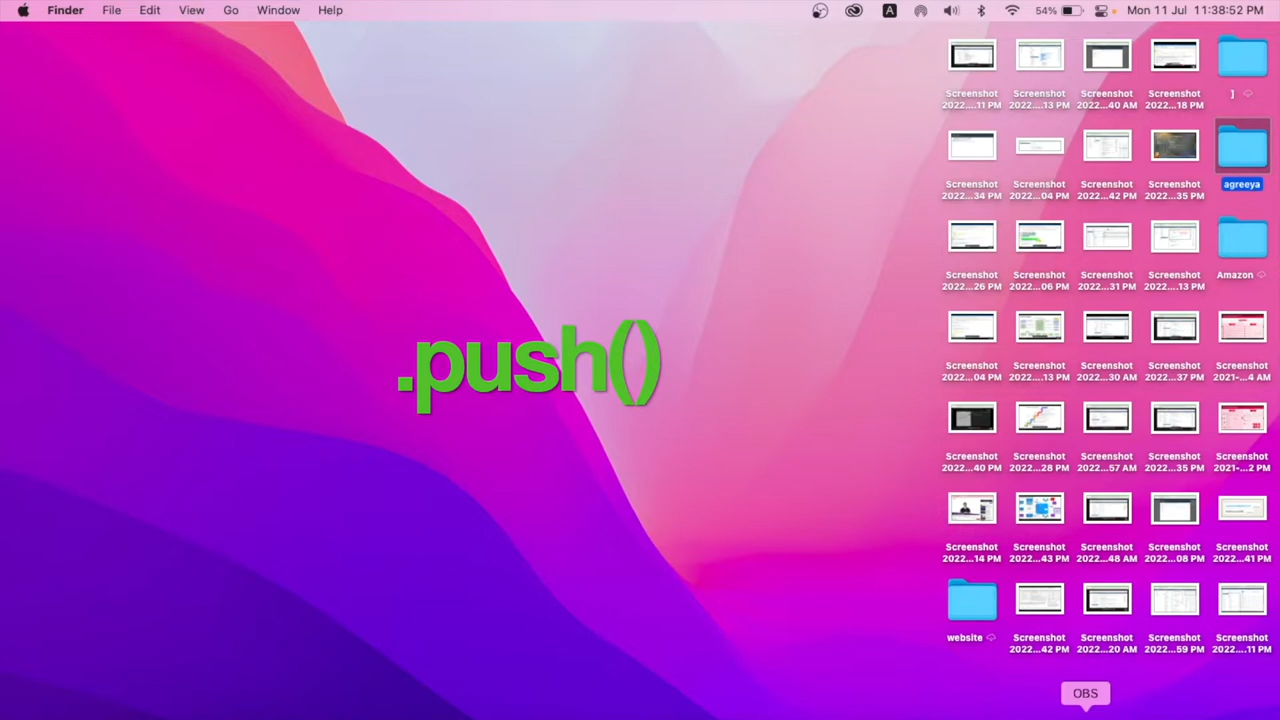 Finder File Edit View Go Window Help A 54% Mon 11 Jul 11:38:52 PM
Screenshot 2022....11 PM
Screenshot 2022....13 PM
Screenshot 2022...40 AM
Screenshot 2022...18 PM
]
Screenshot 2022...34 PM
Screenshot 2022...04 PM
Screenshot 2022...42 PM
Screenshot 2022...35 PM
agreeya
Screenshot 2022...26 PM
Screenshot 2022...06 PM
Screenshot 2022...31 PM
Screenshot 2022....13 PM
Amazon
.push()
Screenshot 2022...04 PM
Screenshot 2022....13 PM
Screenshot 2022...30 AM
Screenshot 2022...37 PM
Screenshot 2021-...4 AM
Screenshot 2022...40 PM
Screenshot 2022...28 PM
Screenshot 2022...57 AM
Screenshot 2022...35 PM
Screenshot 2021-...2 PM
Screenshot 2022...14 PM
Screenshot 2022...43 PM
Screenshot 2022...48 AM
Screenshot 2022...08 PM
Screenshot 2022...41 PM
website
Screenshot 2022...42 PM
Screenshot 2022...20 AM
Screenshot 2022...59 PM
Screenshot 2022....11 PM
OBS